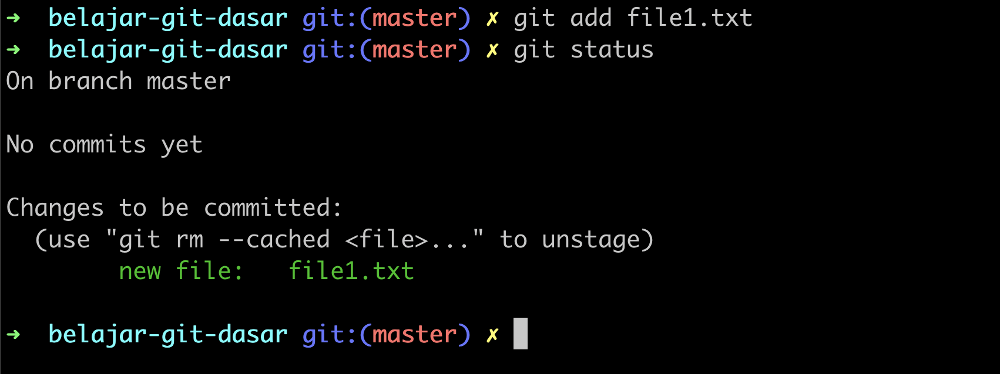 ➜  belajar-git-dasar git:(master) ✗ git add file1.txt
➜  belajar-git-dasar git:(master) ✗ git status
On branch master
No commits yet
Changes to be committed:
  (use "git rm --cached <file>..." to unstage)
        new file:   file1.txt
➜  belajar-git-dasar git:(master) ✗